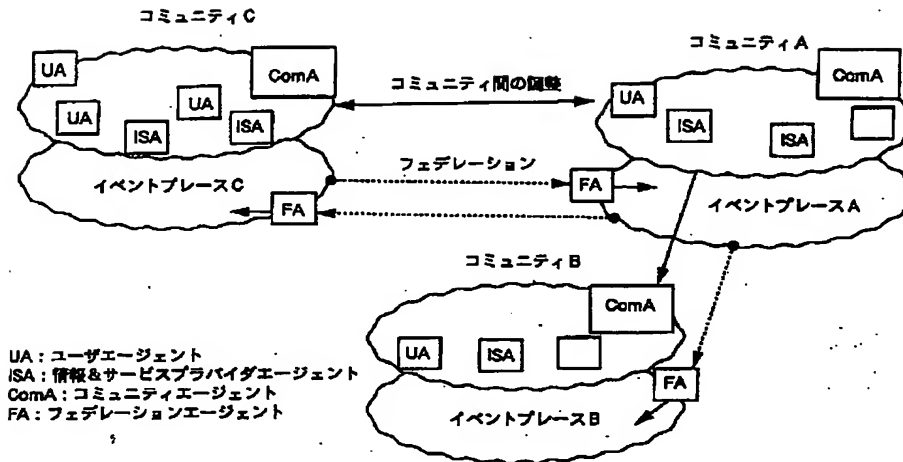 コミュニティC
コミュニティA
UA
ComA
ComA
コミュニティ間の調整
UA
UA
UA
ISA
ISA
ISA
ISA
フェデレーション
イベントプレースC
FA
イベントプレースA
FA
コミュニティB
ComA
UA
ISA
FA
イベントプレースB
UA：ユーザエージェント
ISA：情報&サービスプラバイダエージェント
ComA：コミュニティエージェント
FA：フェデレーションエージェント